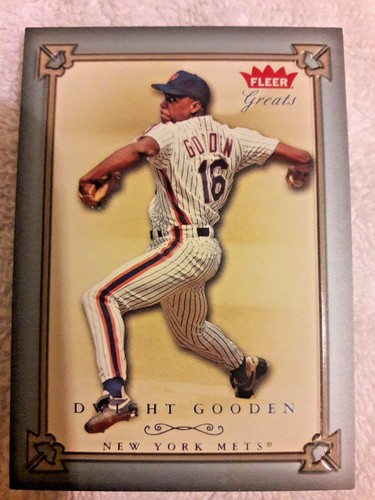 FLEER
Greats
GOODEN
16
DWIGHT GOODEN
NEW YORK METS®